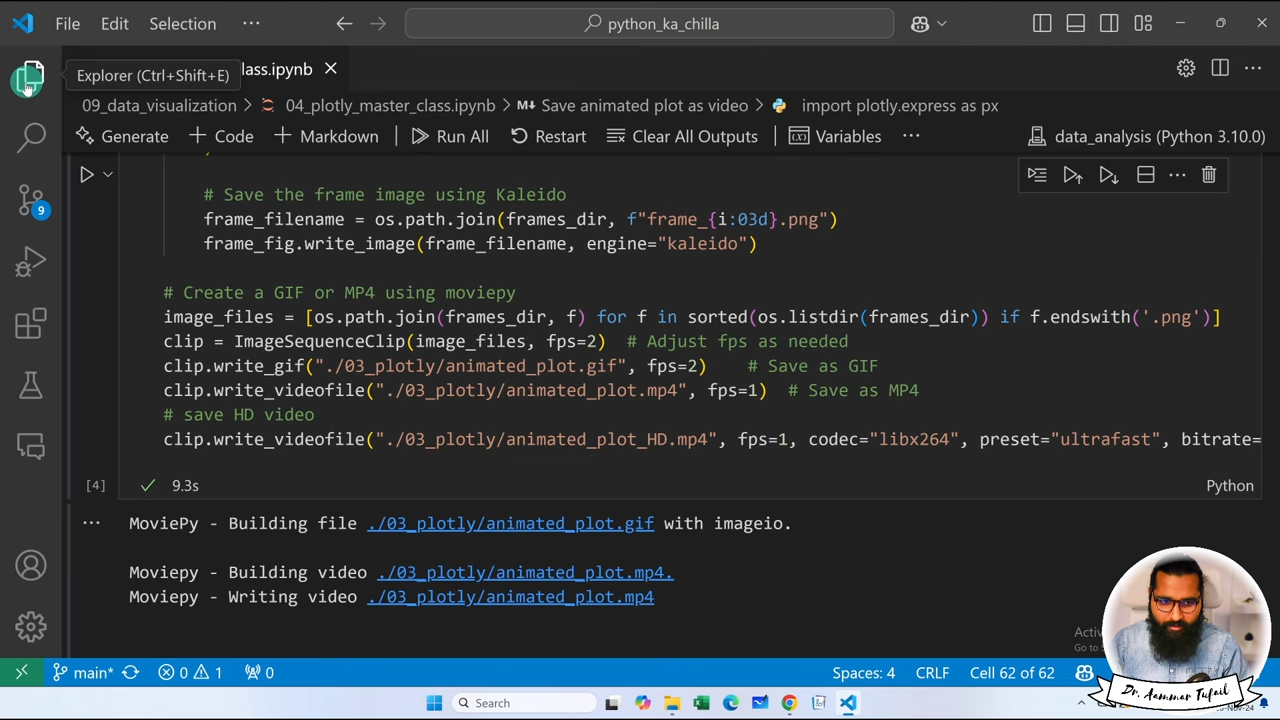 File Edit Selection ··· python_ka_chilla
Explorer (Ctrl+Shift+E) lass.ipynb
09_data_visualization > 04_plotly_master_class.ipynb > M↓ Save animated plot as video > import plotly.express as px
Generate + Code + Markdown Run All Restart Clear All Outputs Variables ··· data_analysis (Python 3.10.0)
# Save the frame image using Kaleido
frame_filename = os.path.join(frames_dir, f"frame_{i:03d}.png")
frame_fig.write_image(frame_filename, engine="kaleido")
# Create a GIF or MP4 using moviepy
image_files = [os.path.join(frames_dir, f) for f in sorted(os.listdir(frames_dir)) if f.endswith('.png')]
clip = ImageSequenceClip(image_files, fps=2) # Adjust fps as needed
clip.write_gif("./03_plotly/animated_plot.gif", fps=2) # Save as GIF
clip.write_videofile("./03_plotly/animated_plot.mp4", fps=1) # Save as MP4
# save HD video
clip.write_videofile("./03_plotly/animated_plot_HD.mp4", fps=1, codec="libx264", preset="ultrafast", bitrate=
9
[4] 9.3s Python
MoviePy - Building file ./03_plotly/animated_plot.gif with imageio.
Moviepy - Building video ./03_plotly/animated_plot.mp4.
Moviepy - Writing video ./03_plotly/animated_plot.mp4
main* 0 1 0 Spaces: 4 CRLF Cell 62 of 62
Search
Dr. Aammar Tufail